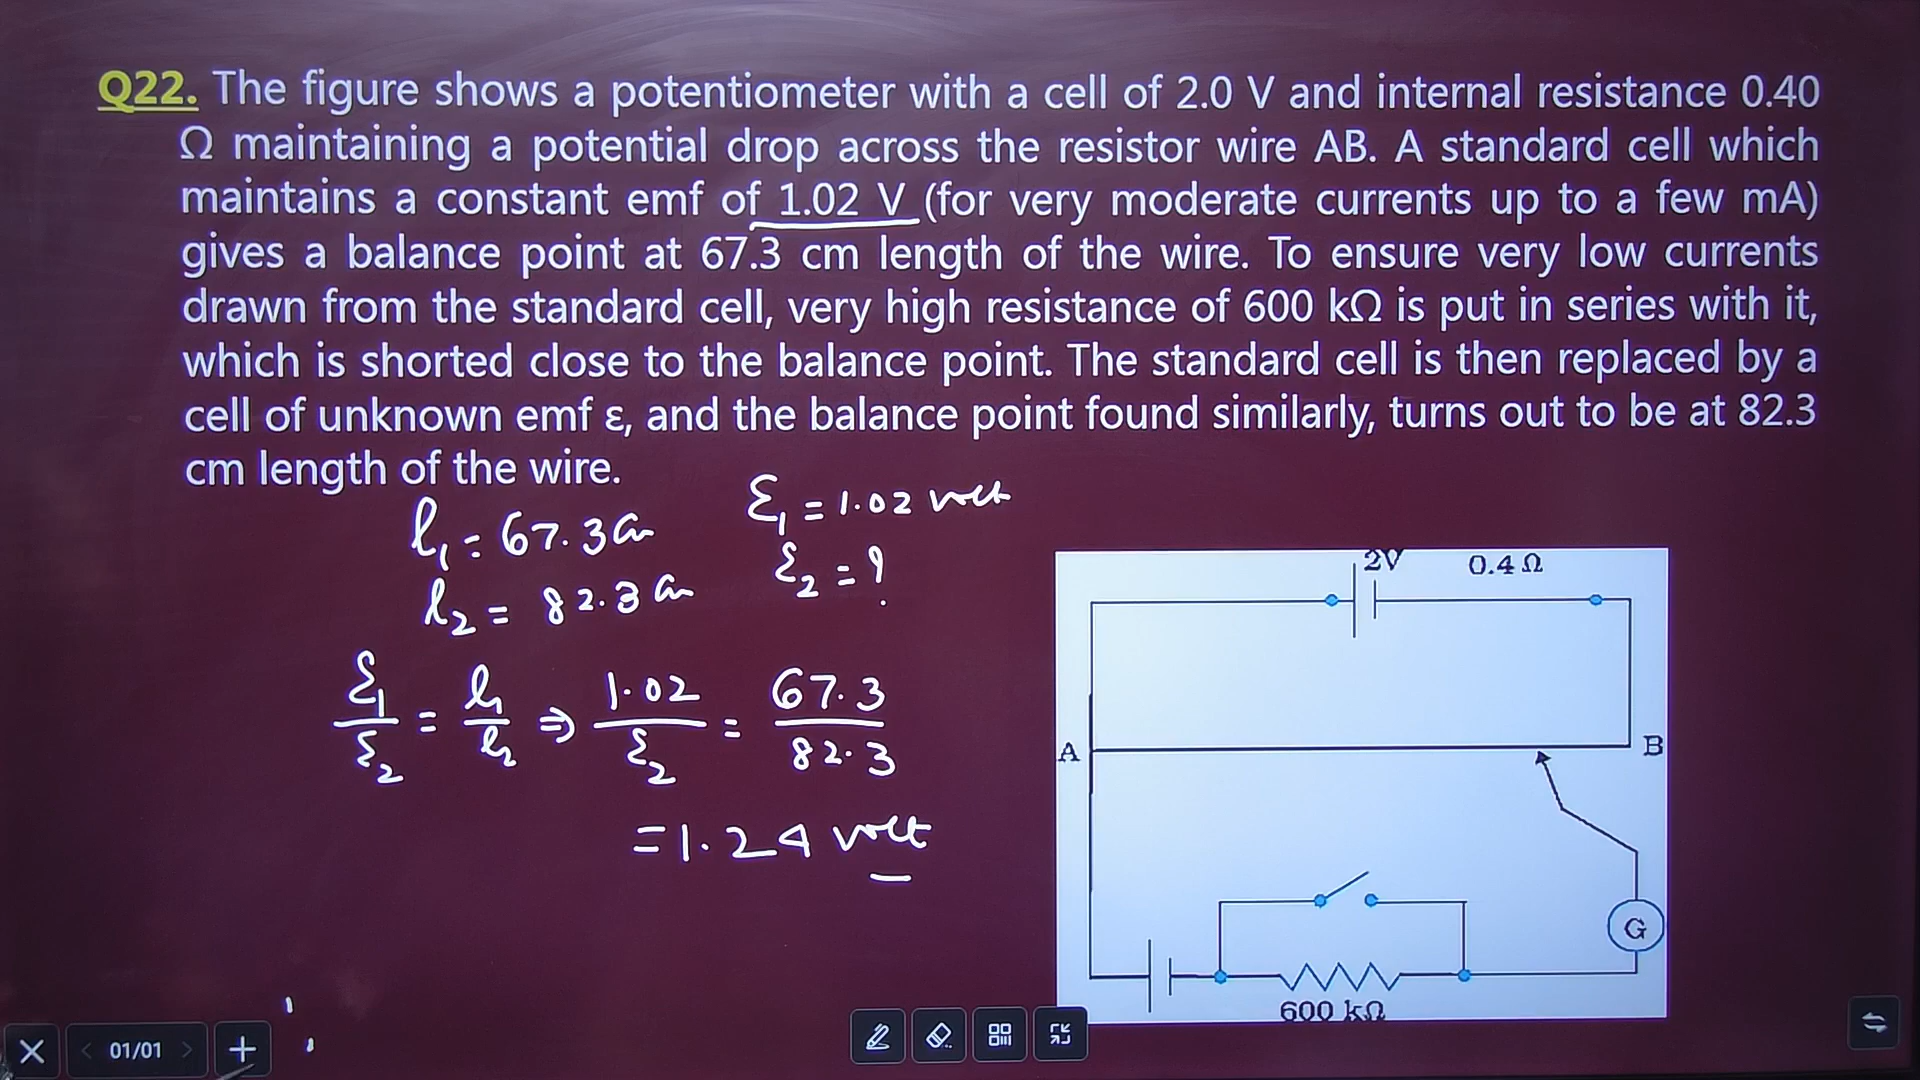 Q22. The figure shows a potentiometer with a cell of 2.0 V and internal resistance 0.40
Ω maintaining a potential drop across the resistor wire AB. A standard cell which
maintains a constant emf of 1.02 V (for very moderate currents up to a few mA)
gives a balance point at 67.3 cm length of the wire. To ensure very low currents
drawn from the standard cell, very high resistance of 600 kΩ is put in series with it,
which is shorted close to the balance point. The standard cell is then replaced by a
cell of unknown emf ε, and the balance point found similarly, turns out to be at 82.3
cm length of the wire.
l₁ = 67.3 cm
ε₁ = 1.02 volt
l₂ = 82.3 cm
ε₂ = ?
ε₁/ε₂ = l₁/l₂ ⇒ 1.02/ε₂ = 67.3/82.3
= 1.24 volt
2V 0.4 Ω
A B
G
600 kΩ
01/01